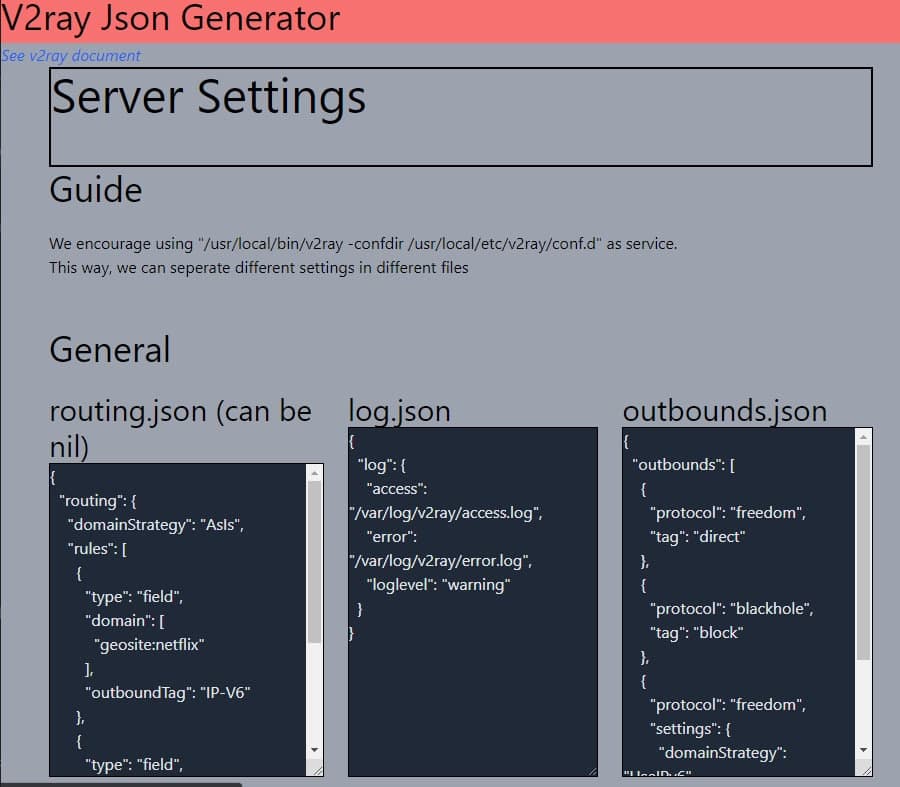 V2ray Json Generator
See v2ray document
Server Settings
Guide
We encourage using "/usr/local/bin/v2ray -confdir /usr/local/etc/v2ray/conf.d" as service.
This way, we can seperate different settings in different files
General
routing.json (can be
nil)
{
"routing": {
"domainStrategy": "AsIs",
"rules": [
{
"type": "field",
"domain": [
"geosite:netflix"
],
"outboundTag": "IP-V6"
},
{
"type": "field",
log.json
{
"log": {
"access":
"/var/log/v2ray/access.log",
"error":
"/var/log/v2ray/error.log",
"loglevel": "warning"
}
}
outbounds.json
{
"outbounds": [
{
"protocol": "freedom",
"tag": "direct"
},
{
"protocol": "blackhole",
"tag": "block"
},
{
"protocol": "freedom",
"settings": {
"domainStrategy":
"UseIPv6"